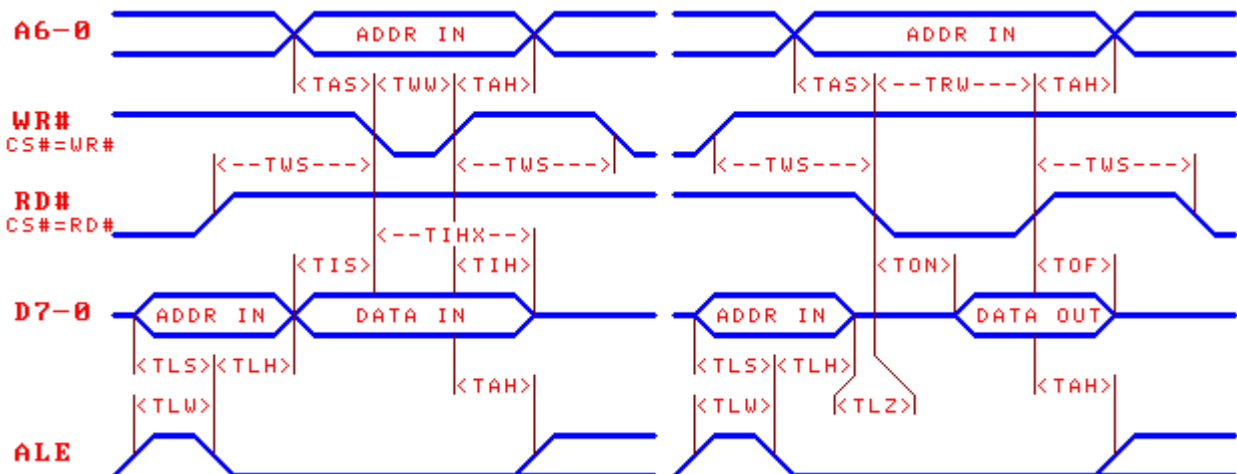 A6-0 ADDR IN ADDR IN
<TAS> <TWW> <TAH> <TAS> <--TRW---> <TAH>
WR#
CS#=WR#
<--TWS---> <--TWS---> <--TWS---> <--TWS--->
RD#
CS#=RD#
<--TIHX-->
<TIS> <TIH> <TON> <TOF>
D7-0 ADDR IN DATA IN ADDR IN DATA OUT
<TLS> <TLH> <TLS> <TLH>
<TAH> <TAH>
<TLW> <TLW> <TLZ>
ALE